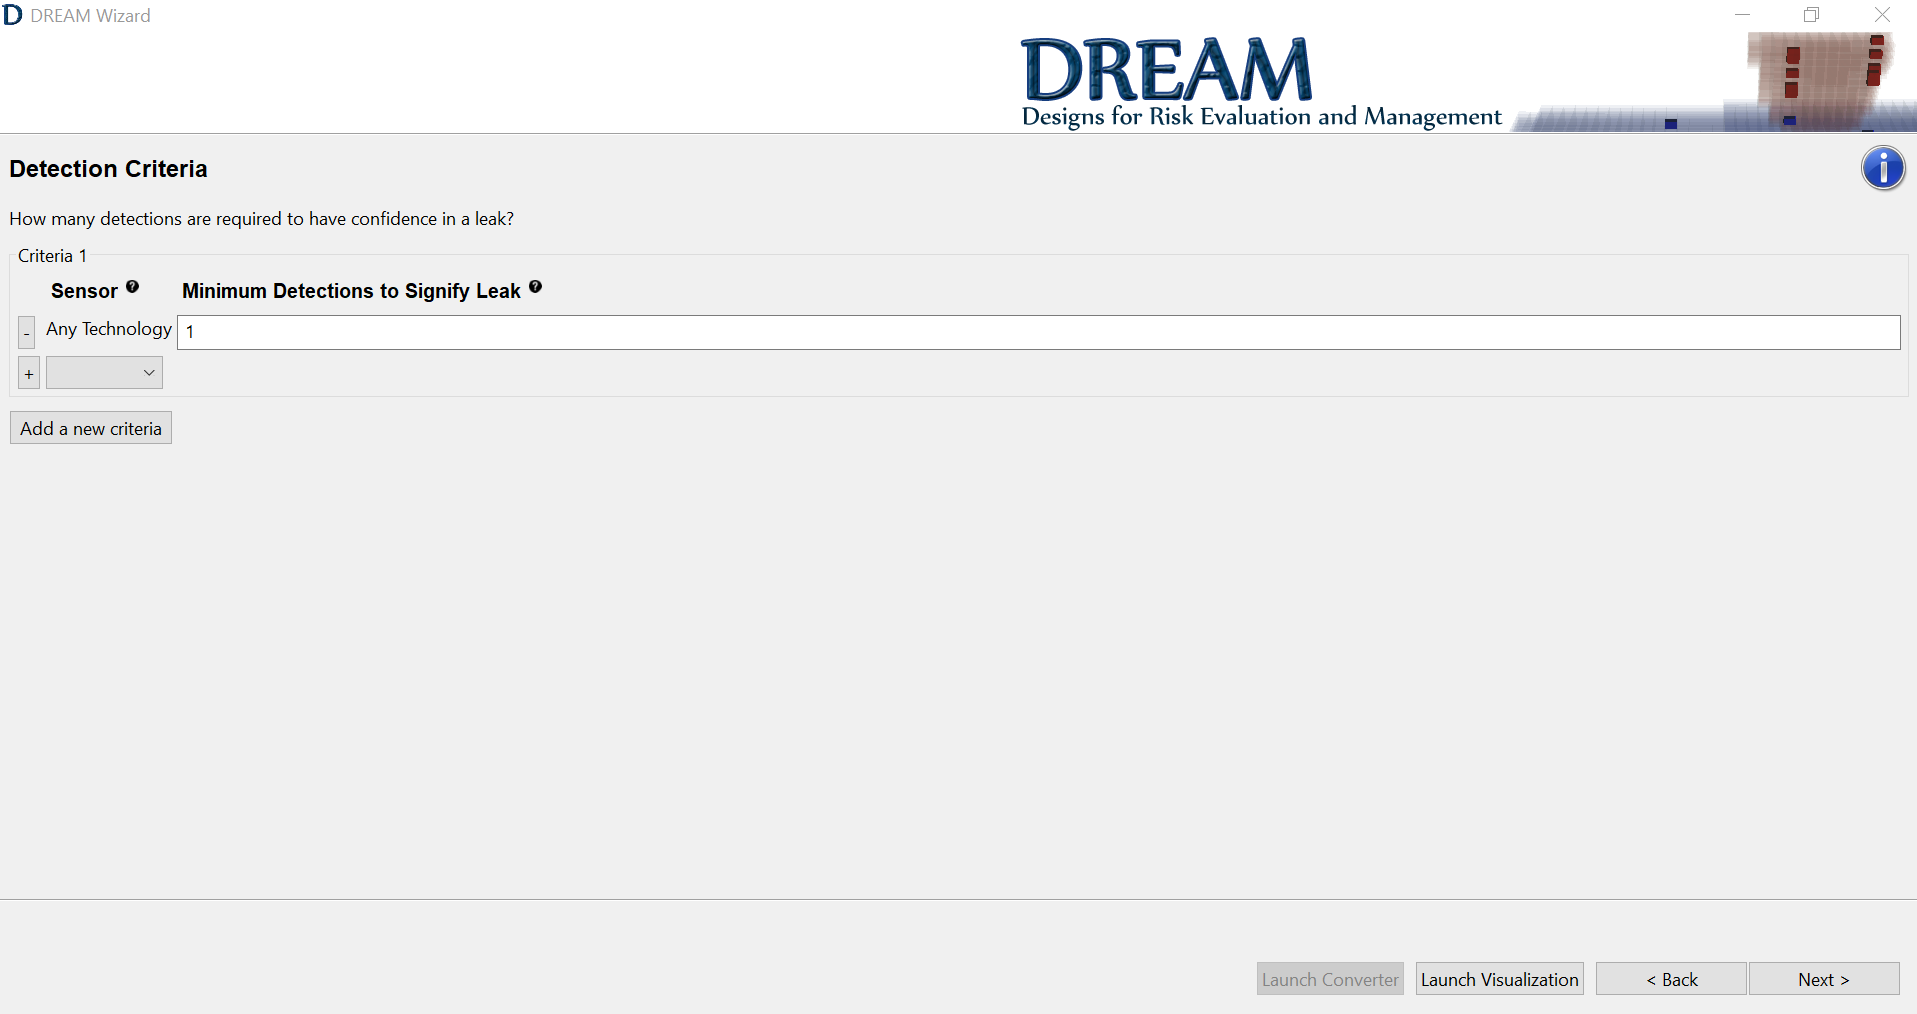 DREAM Wizard
DREAM
Designs for Risk Evaluation and Management
Detection Criteria
How many detections are required to have confidence in a leak?
Criteria 1
Sensor ? Minimum Detections to Signify Leak ?
- Any Technology 1
+
Add a new criteria
Launch Converter Launch Visualization < Back Next >